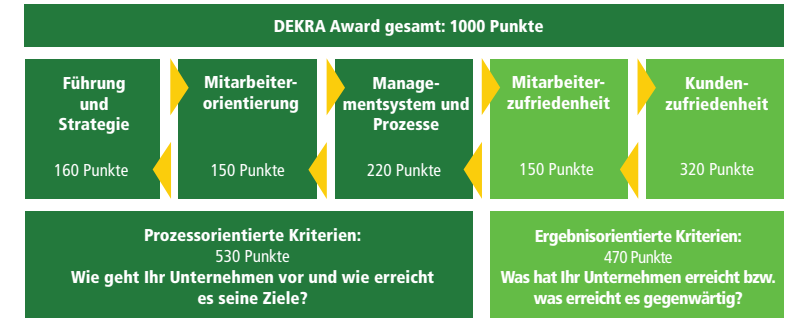 DEKRA Award gesamt: 1000 Punkte
Führung
und
Strategie
160 Punkte
Mitarbeiter-
orientierung
150 Punkte
Manage-
mentsystem und
Prozesse
220 Punkte
Mitarbeiter-
zufriedenheit
150 Punkte
Kunden-
zufriedenheit
320 Punkte
Prozessorientierte Kriterien:
530 Punkte
Wie geht Ihr Unternehmen vor und wie erreicht
es seine Ziele?
Ergebnisorientierte Kriterien:
470 Punkte
Was hat Ihr Unternehmen erreicht bzw.
was erreicht es gegenwärtig?